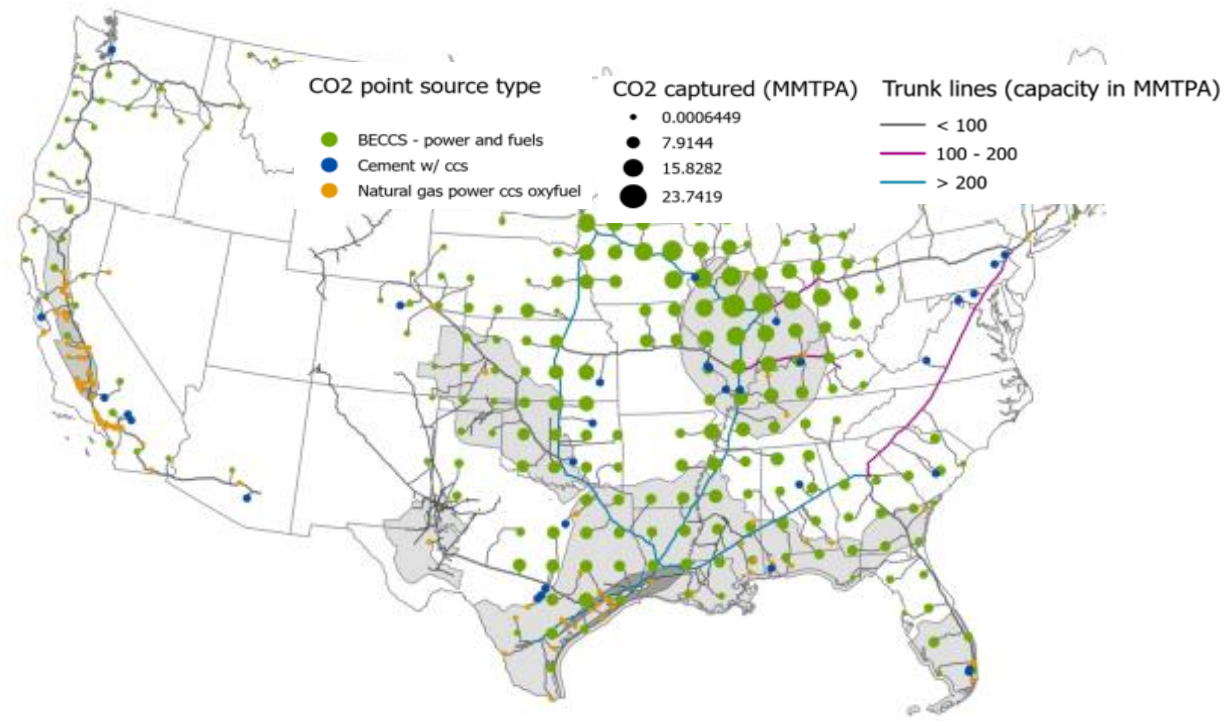 CO2 point source type
BECCS - power and fuels
Cement w/ ccs
Natural gas power ccs oxyfuel
CO2 captured (MMTPA)
0.0006449
7.9144
15.8282
23.7419
Trunk lines (capacity in MMTPA)
< 100
100 - 200
> 200